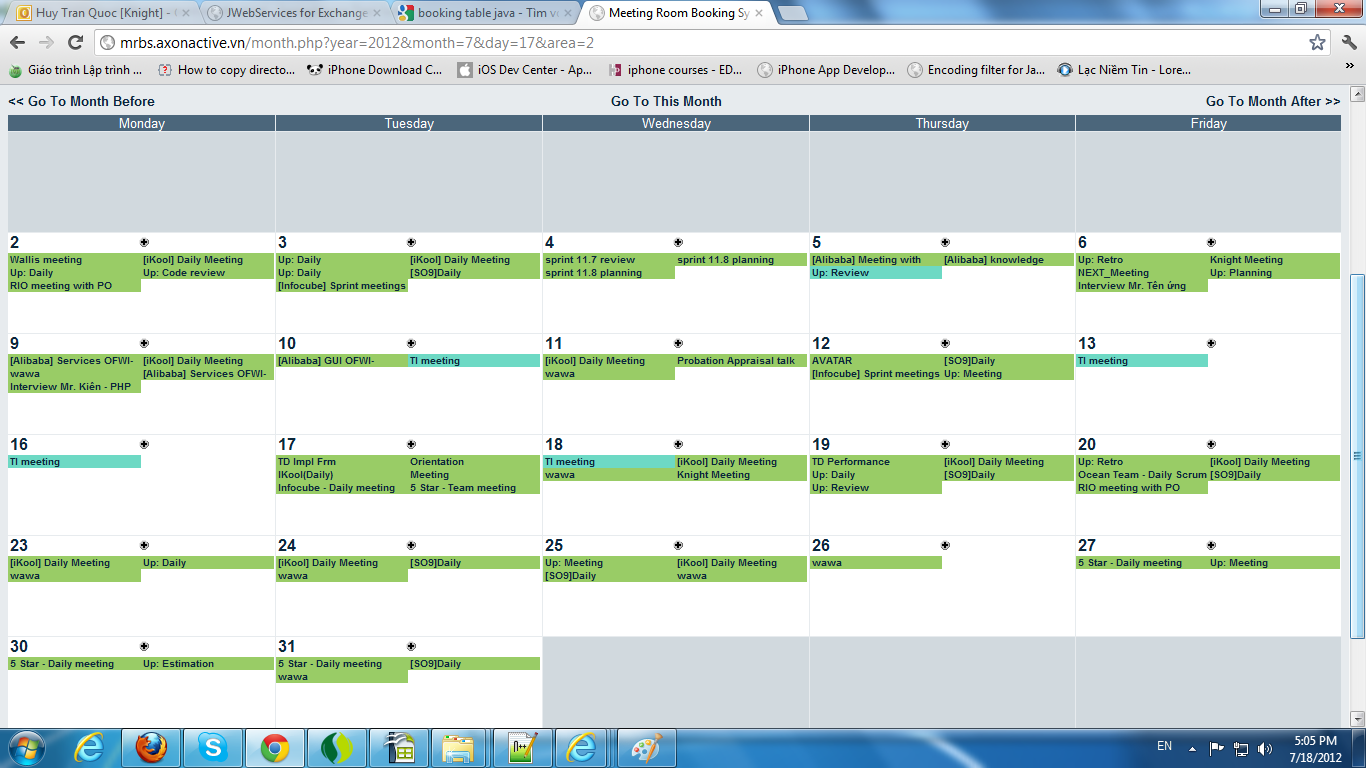 Huy Tran Quoc [Knight] -
JWebServices for Exchange
booking table java - Tìm v
Meeting Room Booking Sy
mrbs.axonactive.vn/month.php?year=2012&month=7&day=17&area=2
Giáo trình Lập trình ...
How to copy directo...
iPhone Download C...
iOS Dev Center - Ap...
iphone courses - ED...
iPhone App Develop...
Encoding filter for Ja...
Lạc Niềm Tin - Lore...
»
<< Go To Month Before
Go To This Month
Go To Month After >>
Monday Tuesday Wednesday Thursday Friday
2
Wallis meeting [iKool] Daily Meeting
Up: Daily Up: Code review
RIO meeting with PO
3
Up: Daily [iKool] Daily Meeting
Up: Daily [SO9]Daily
[Infocube] Sprint meetings
4
sprint 11.7 review sprint 11.8 planning
sprint 11.8 planning
5
[Alibaba] Meeting with [Alibaba] knowledge
Up: Review
6
Up: Retro Knight Meeting
NEXT_Meeting Up: Planning
Interview Mr. Tên ứng
9
[Alibaba] Services OFWI- [iKool] Daily Meeting
wawa [Alibaba] Services OFWI-
Interview Mr. Kiên - PHP
10
[Alibaba] GUI OFWI- TI meeting
11
[iKool] Daily Meeting Probation Appraisal talk
wawa
12
AVATAR [SO9]Daily
[Infocube] Sprint meetings Up: Meeting
13
TI meeting
16
TI meeting
17
TD Impl Frm Orientation
IKool(Daily) Meeting
Infocube - Daily meeting 5 Star - Team meeting
18
TI meeting [iKool] Daily Meeting
wawa Knight Meeting
19
TD Performance [iKool] Daily Meeting
Up: Daily [SO9]Daily
Up: Review
20
Up: Retro [iKool] Daily Meeting
Ocean Team - Daily Scrum [SO9]Daily
RIO meeting with PO
23
[iKool] Daily Meeting Up: Daily
wawa
24
[iKool] Daily Meeting [SO9]Daily
wawa
25
Up: Meeting [iKool] Daily Meeting
[SO9]Daily wawa
26
wawa
27
5 Star - Daily meeting Up: Meeting
30
5 Star - Daily meeting Up: Estimation
31
5 Star - Daily meeting [SO9]Daily
wawa
EN
5:05 PM
7/18/2012